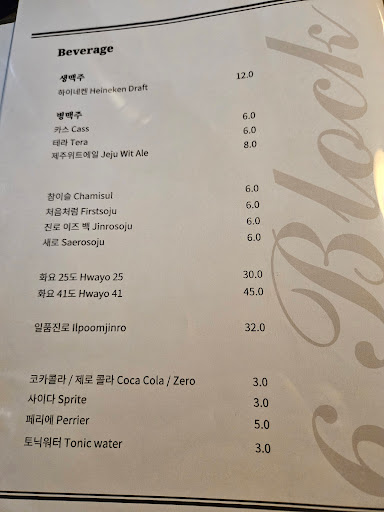 Beverage
생맥주 12.0
하이네켄 Heineken Draft
병맥주 6.0
카스 Cass 6.0
테라 Tera 8.0
제주위트에일 Jeju Wit Ale
참이슬 Chamisul 6.0
처음처럼 Firstsoju 6.0
진로 이즈 백 Jinrosoju 6.0
새로 Saerosoju 6.0
화요 25도 Hwayo 25 30.0
화요 41도 Hwayo 41 45.0
일품진로 Ilpoomjinro 32.0
코카콜라 / 제로 콜라 Coca Cola / Zero 3.0
사이다 Sprite 3.0
페리에 Perrier 5.0
토닉워터 Tonic water 3.0
6 Block